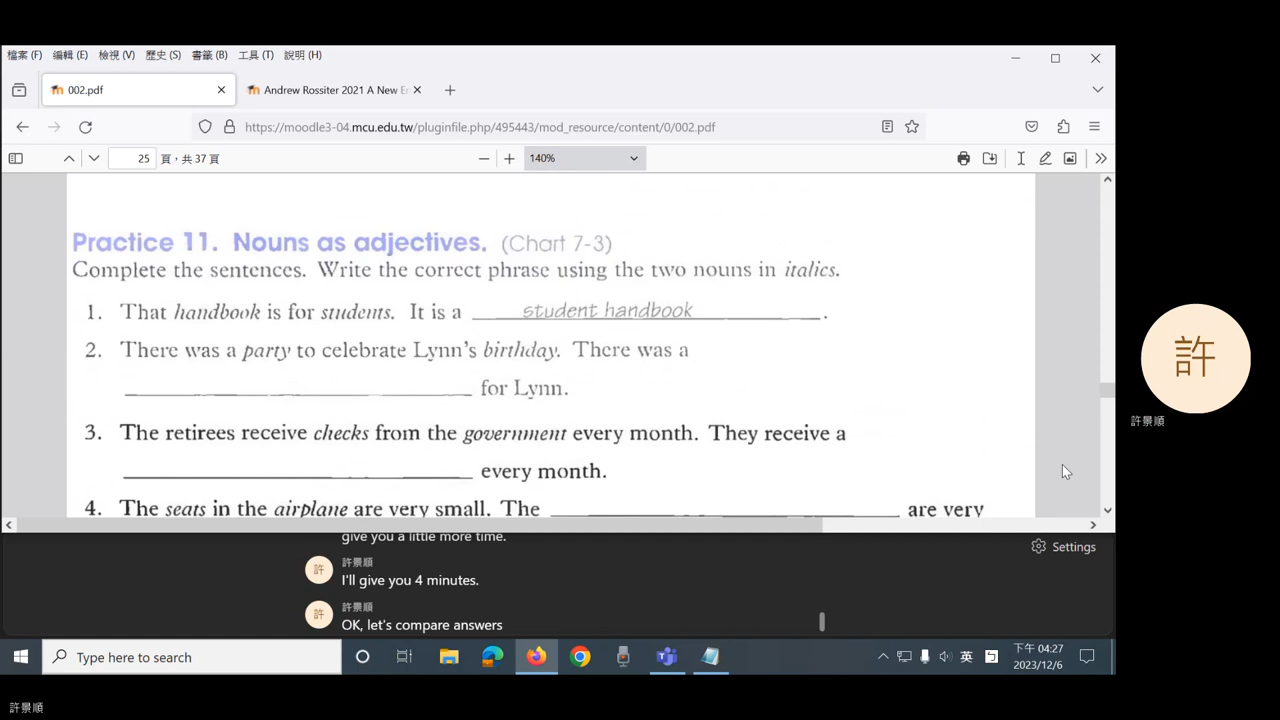 檔案 (F) 編輯 (E) 檢視 (V) 歷史 (S) 書籤 (B) 工具 (T) 說明 (H)
002.pdf
Andrew Rossiter 2021 A New E
https://moodle3-04.mcu.edu.tw/pluginfile.php/495443/mod_resource/content/0/002.pdf
25 頁，共 37 頁
140%
Practice 11. Nouns as adjectives. (Chart 7-3)
Complete the sentences. Write the correct phrase using the two nouns in italics.
1. That handbook is for students. It is a student handbook.
2. There was a party to celebrate Lynn's birthday. There was a
for Lynn.
3. The retirees receive checks from the government every month. They receive a
every month.
4. The seats in the airplane are very small. The are very
許
許景順
give you a little more time.
Settings
許 許景順
I'll give you 4 minutes.
許 許景順
OK, let's compare answers
Type here to search
英
下午 04:27
2023/12/6
許景順